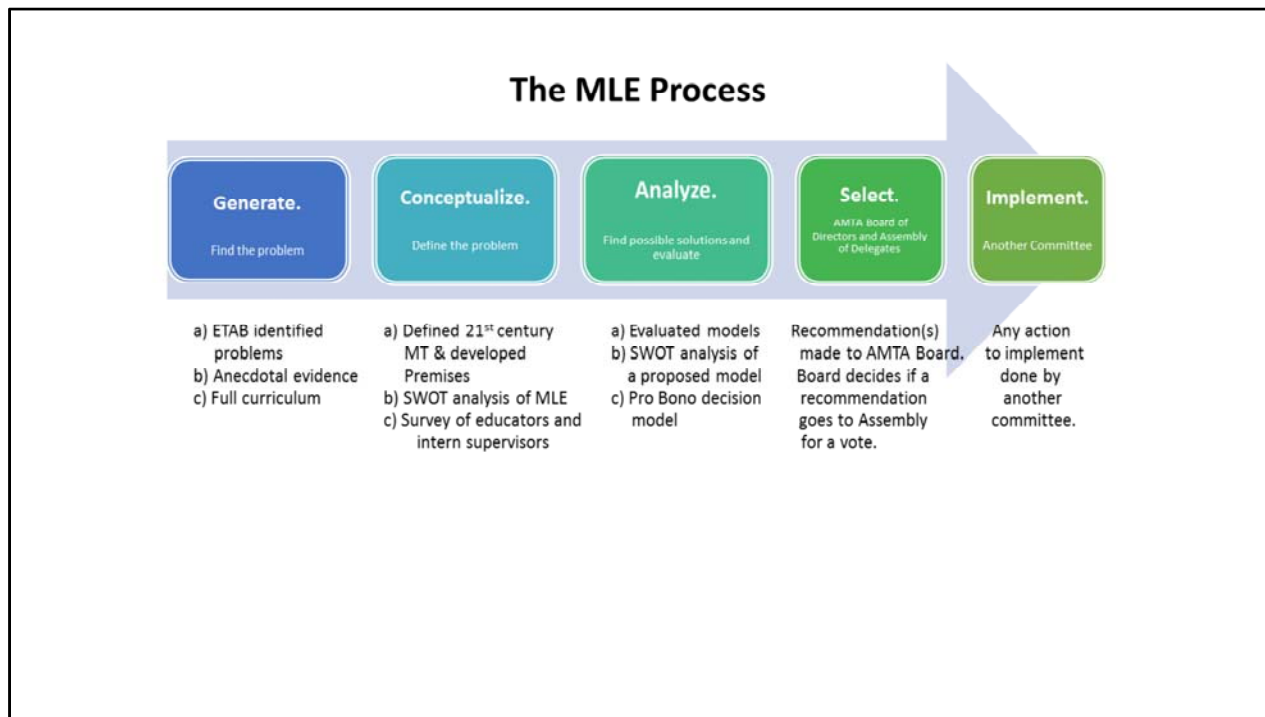 The MLE Process
Generate.
Find the problem
Conceptualize.
Define the problem
Analyze.
Find possible solutions and
evaluate
Select.
AMTA Board of
Directors and Assembly
of Delegates
Implement.
Another Committee
a) ETAB identified
problems
b) Anecdotal evidence
c) Full curriculum
a) Defined 21st century
MT & developed
Premises
b) SWOT analysis of MLE
c) Survey of educators and
intern supervisors
a) Evaluated models
b) SWOT analysis of
a proposed model
c) Pro Bono decision
model
Recommendation(s)
made to AMTA Board.
Board decides if a
recommendation
goes to Assembly
for a vote.
Any action
to implement
done by
another
committee.